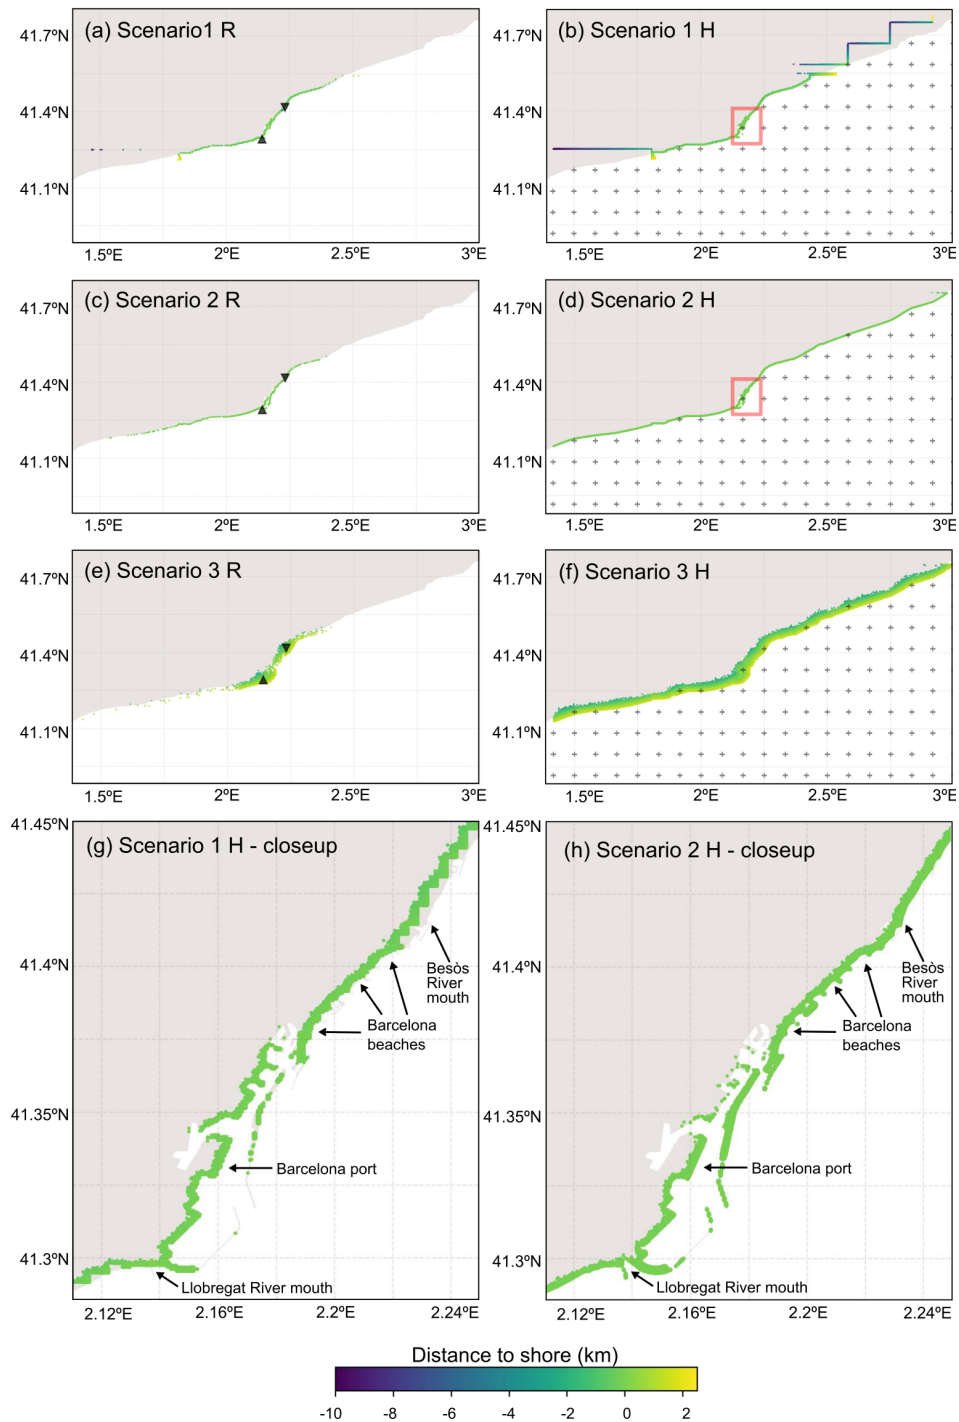 (a) Scenario1 R
41.7ºN
41.4ºN
41.1ºN
1.5ºE 2ºE 2.5ºE 3ºE
(b) Scenario 1 H
41.7ºN
41.4ºN
41.1ºN
1.5ºE 2ºE 2.5ºE 3ºE
(c) Scenario 2 R
41.7ºN
41.4ºN
41.1ºN
1.5ºE 2ºE 2.5ºE 3ºE
(d) Scenario 2 H
41.7ºN
41.4ºN
41.1ºN
1.5ºE 2ºE 2.5ºE 3ºE
(e) Scenario 3 R
41.7ºN
41.4ºN
41.1ºN
1.5ºE 2ºE 2.5ºE 3ºE
(f) Scenario 3 H
41.7ºN
41.4ºN
41.1ºN
1.5ºE 2ºE 2.5ºE 3ºE
41.45ºN
(g) Scenario 1 H - closeup
41.4ºN
Besòs
River
mouth
Barcelona
beaches
41.35ºN
Barcelona port
41.3ºN
Llobregat River mouth
2.12ºE 2.16ºE 2.2ºE 2.24ºE
41.45ºN
(h) Scenario 2 H - closeup
41.4ºN
Besòs
River
mouth
Barcelona
beaches
41.35ºN
Barcelona port
41.3ºN
Llobregat River mouth
2.12ºE 2.16ºE 2.2ºE 2.24ºE
Distance to shore (km)
-10 -8 -6 -4 -2 0 2